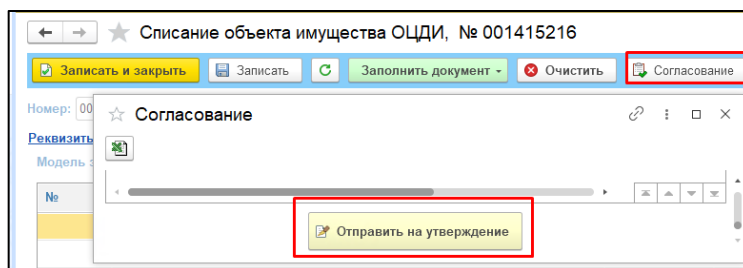 Списание объекта имущества ОЦДИ, № 001415216
Записать и закрыть Записать Заполнить документ Очистить Согласование
Номер: 00
Согласование
Реквизиты
Модель
№
Отправить на утверждение